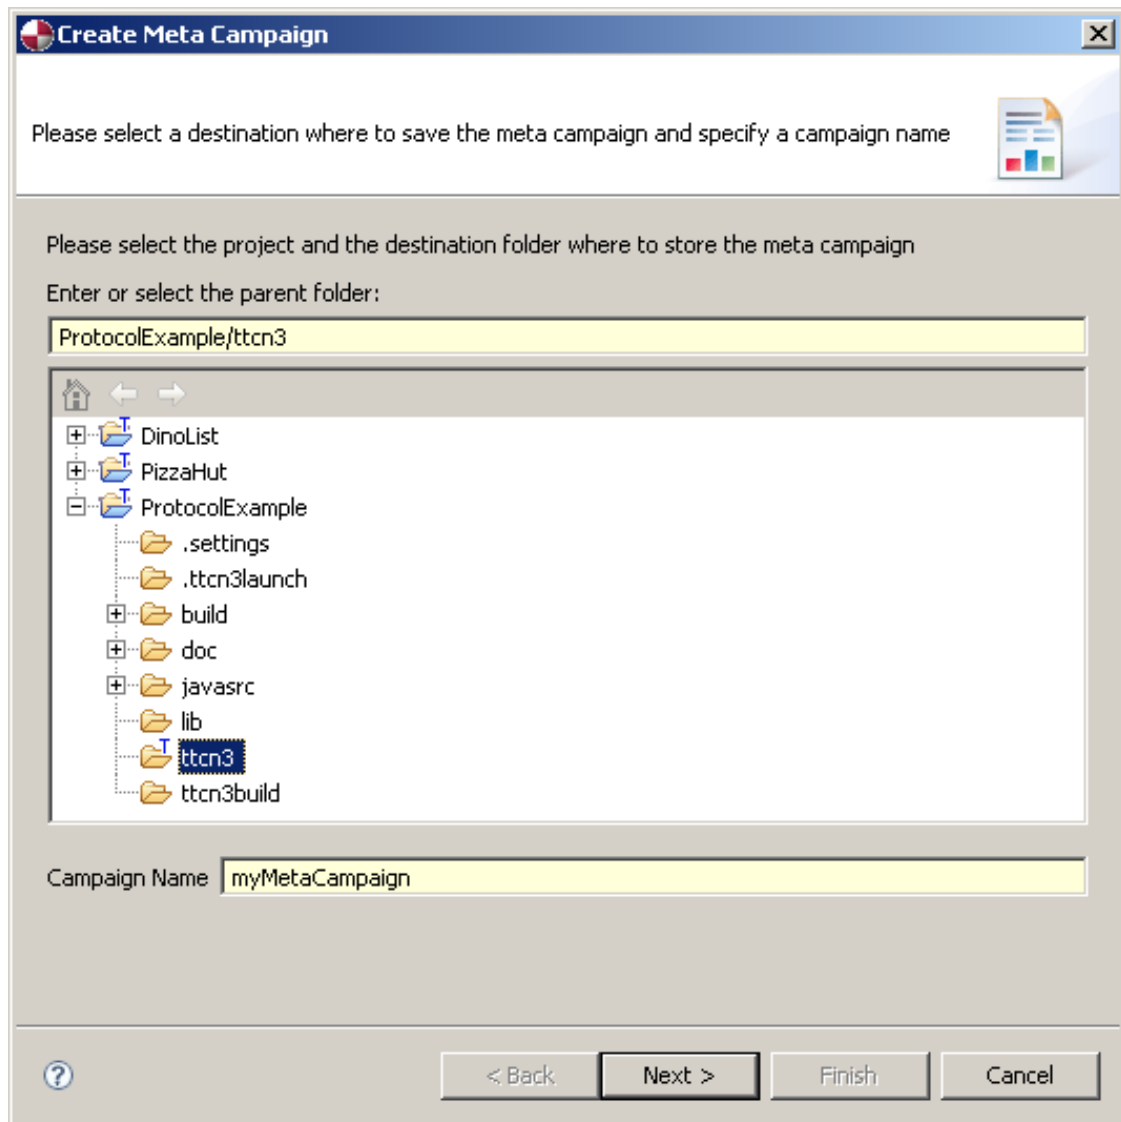 Create Meta Campaign
Please select a destination where to save the meta campaign and specify a campaign name
Please select the project and the destination folder where to store the meta campaign
Enter or select the parent folder:
ProtocolExample/ttcn3
DinoList
PizzaHut
ProtocolExample
.settings
.ttcn3launch
build
doc
javasrc
lib
ttcn3
ttcn3build
Campaign Name myMetaCampaign
< Back Next > Finish Cancel